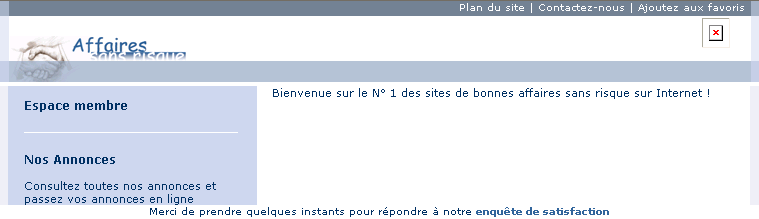 Plan du site | Contactez-nous | Ajoutez aux favoris
Affaires
sans risque
Bienvenue sur le N° 1 des sites de bonnes affaires sans risque sur Internet !
Espace membre
Nos Annonces
Consultez toutes nos annonces et
passez vos annonces en ligne
Merci de prendre quelques instants pour répondre à notre enquête de satisfaction